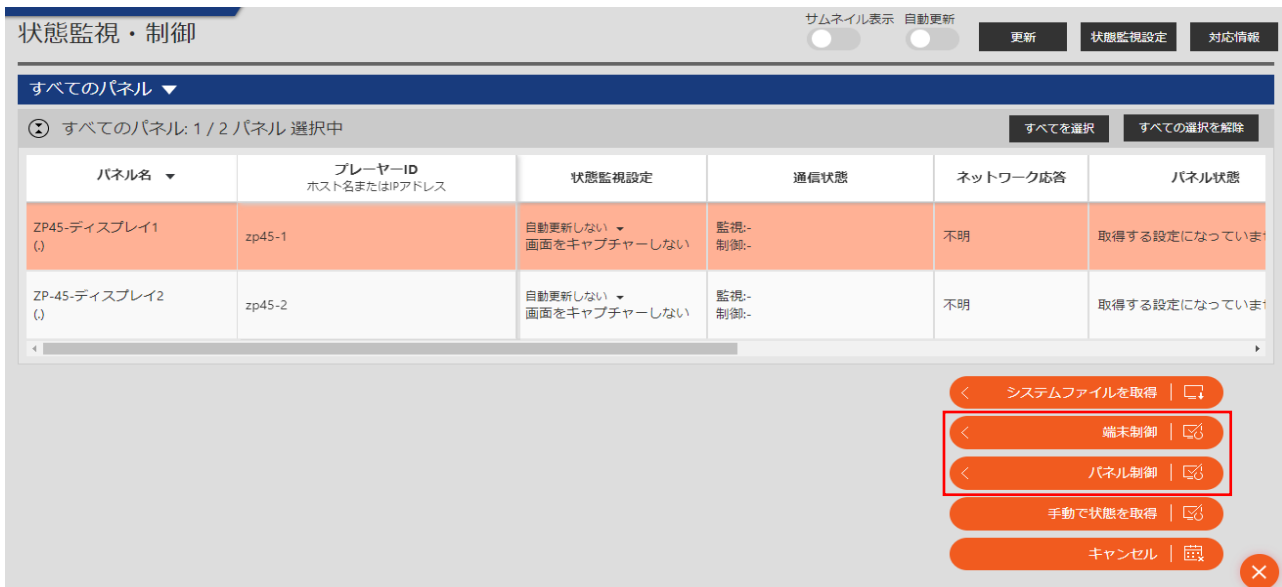 サムネイル表示 自動更新
状態監視・制御
更新 状態監視設定 対応情報
すべてのパネル ▼
すべてのパネル: 1 / 2 パネル 選択中
すべてを選択 すべての選択を解除
パネル名 ▼ プレーヤーID 状態監視設定 通信状態 ネットワーク応答 パネル状態
ホスト名またはIPアドレス
ZP45-ディスプレイ1 自動更新しない ▼ 監視:-
(.) zp45-1 画面をキャプチャーしない 制御:- 不明 取得する設定になっていま
ZP-45-ディスプレイ2 自動更新しない ▼ 監視:-
(.) zp45-2 画面をキャプチャーしない 制御:- 不明 取得する設定になっていま
システムファイルを取得
端末制御
パネル制御
手動で状態を取得
キャンセル